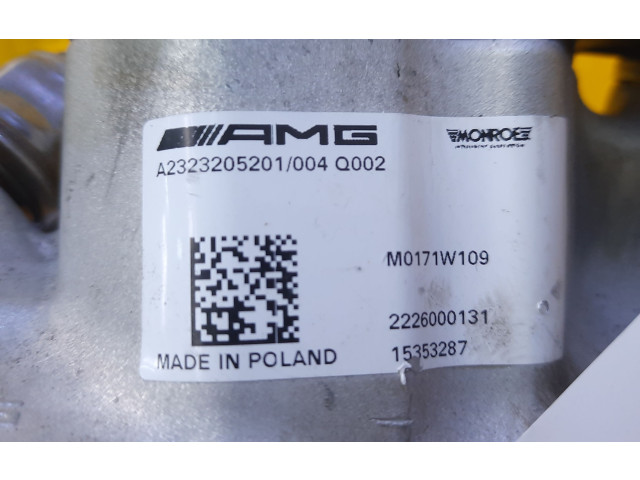 AMG
MONROE
A2323205201/004 Q002
M0171W109
2226000131
MADE IN POLAND
15353287